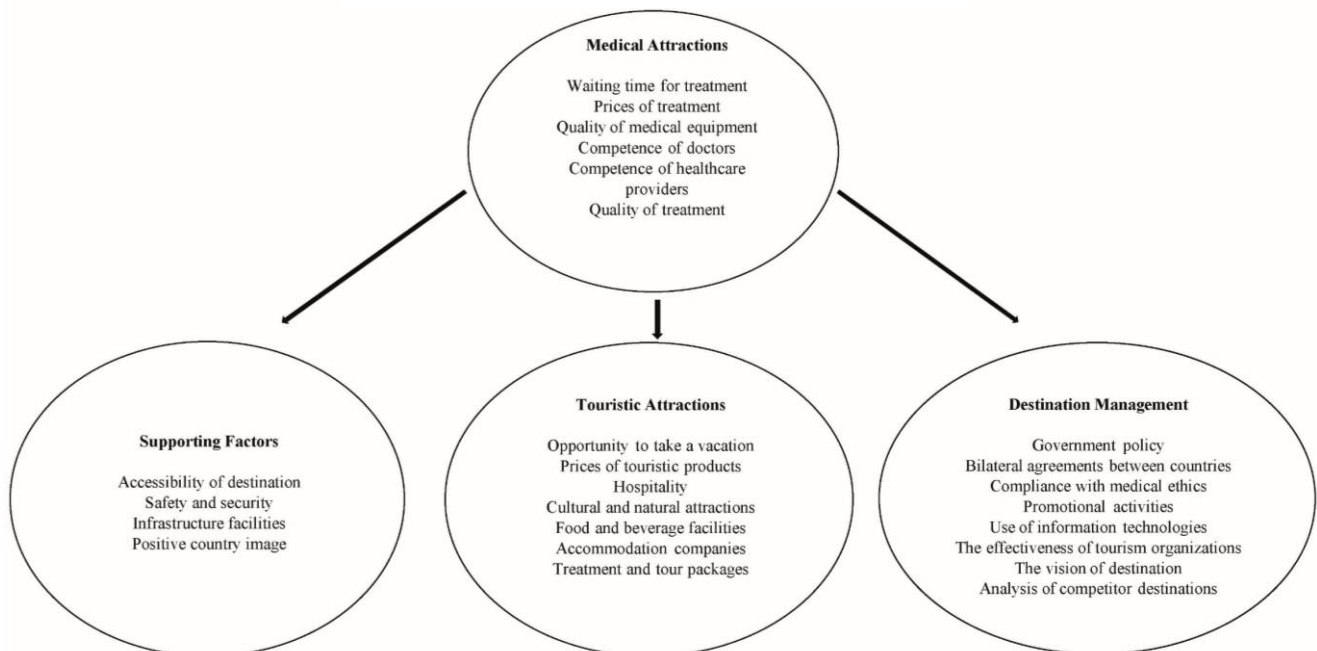 Medical Attractions
Waiting time for treatment
Prices of treatment
Quality of medical equipment
Competence of doctors
Competence of healthcare
providers
Quality of treatment
Supporting Factors
Accessibility of destination
Safety and security
Infrastructure facilities
Positive country image
Touristic Attractions
Opportunity to take a vacation
Prices of touristic products
Hospitality
Cultural and natural attractions
Food and beverage facilities
Accommodation companies
Treatment and tour packages
Destination Management
Government policy
Bilateral agreements between countries
Compliance with medical ethics
Promotional activities
Use of information technologies
The effectiveness of tourism organizations
The vision of destination
Analysis of competitor destinations